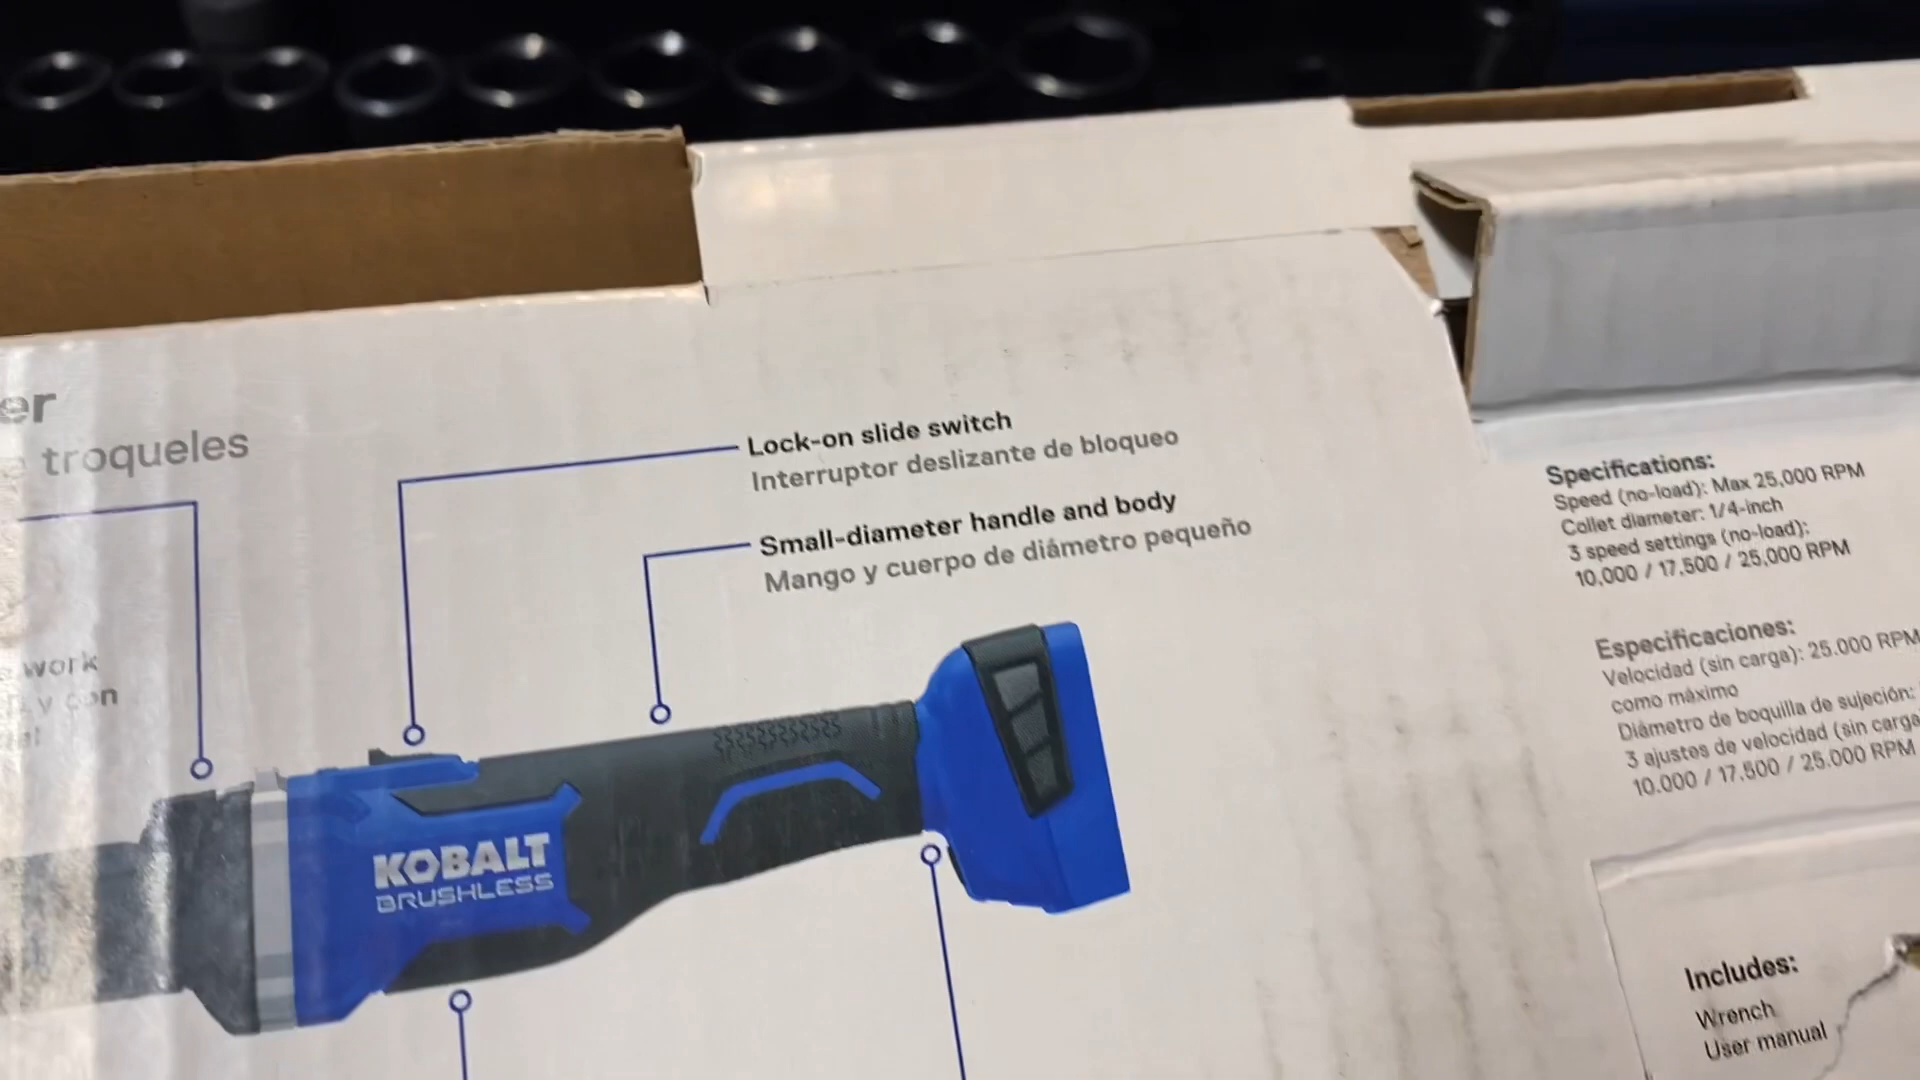 er
troqueles
work
y con
Lock-on slide switch
Interruptor deslizante de bloqueo
Small-diameter handle and body
Mango y cuerpo de diámetro pequeño
KOBALT
BRUSHLESS
Specifications:
Speed (no-load): Max 25,000 RPM
Collet diameter: 1/4-inch
3 speed settings (no-load):
10,000 / 17,500 / 25,000 RPM
Especificaciones:
Velocidad (sin carga): 25.000 RPM
como máximo
Diámetro de boquilla de sujeción:
3 ajustes de velocidad (sin carga
10.000 / 17.500 / 25.000 RPM
Includes:
Wrench
User manual